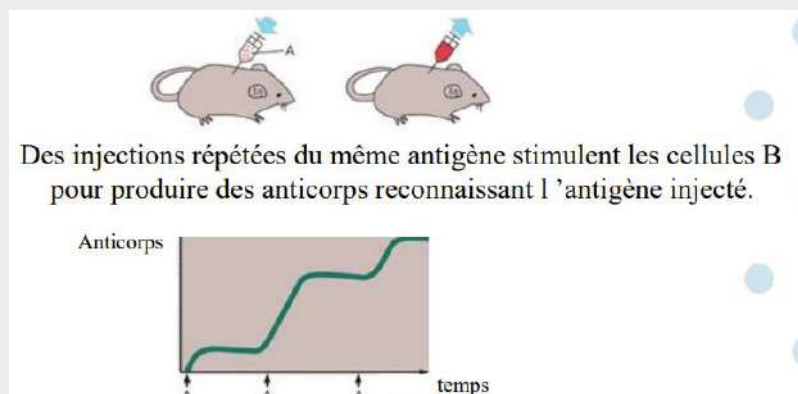 A
Des injections répétées du même antigène stimulent les cellules B
pour produire des anticorps reconnaissant l ’antigène injecté.
Anticorps
temps